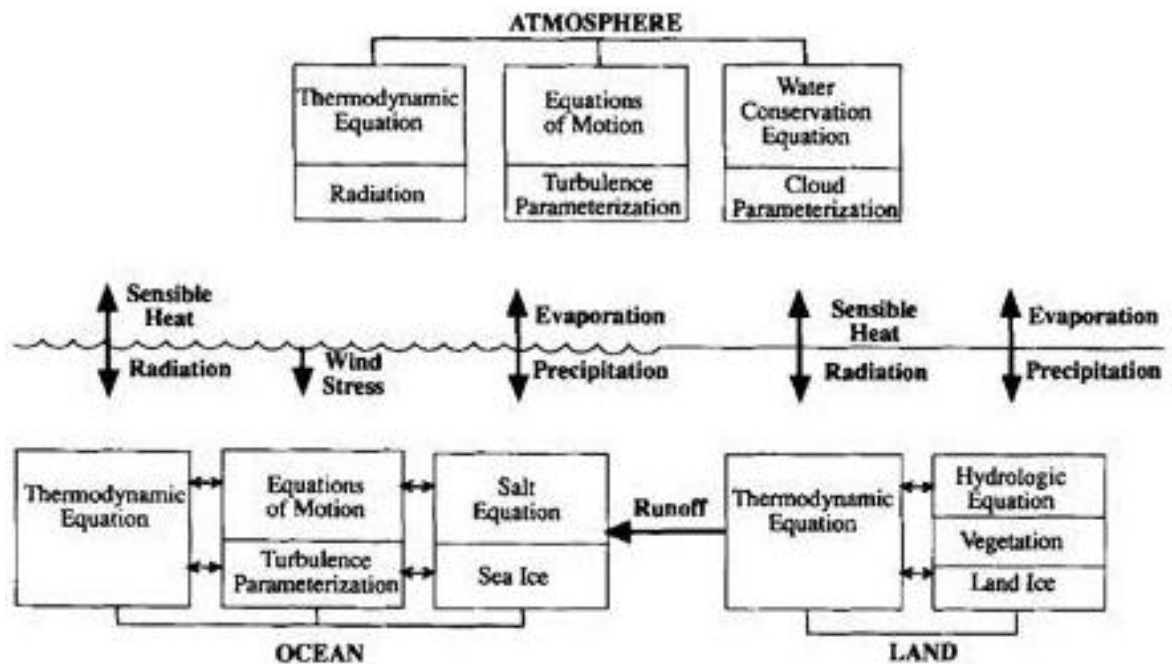 ATMOSPHERE
Thermodynamic
Equation
Radiation
Equations
of Motion
Turbulence
Parameterization
Water
Conservation
Equation
Cloud
Parameterization
Sensible
Heat
Radiation
Wind
Stress
Evaporation
Precipitation
Sensible
Heat
Radiation
Evaporation
Precipitation
Thermodynamic
Equation
Equations
of Motion
Turbulence
Parameterization
Salt
Equation
Sea Ice
Runoff
Thermodynamic
Equation
Hydrologic
Equation
Vegetation
Land Ice
OCEAN
LAND